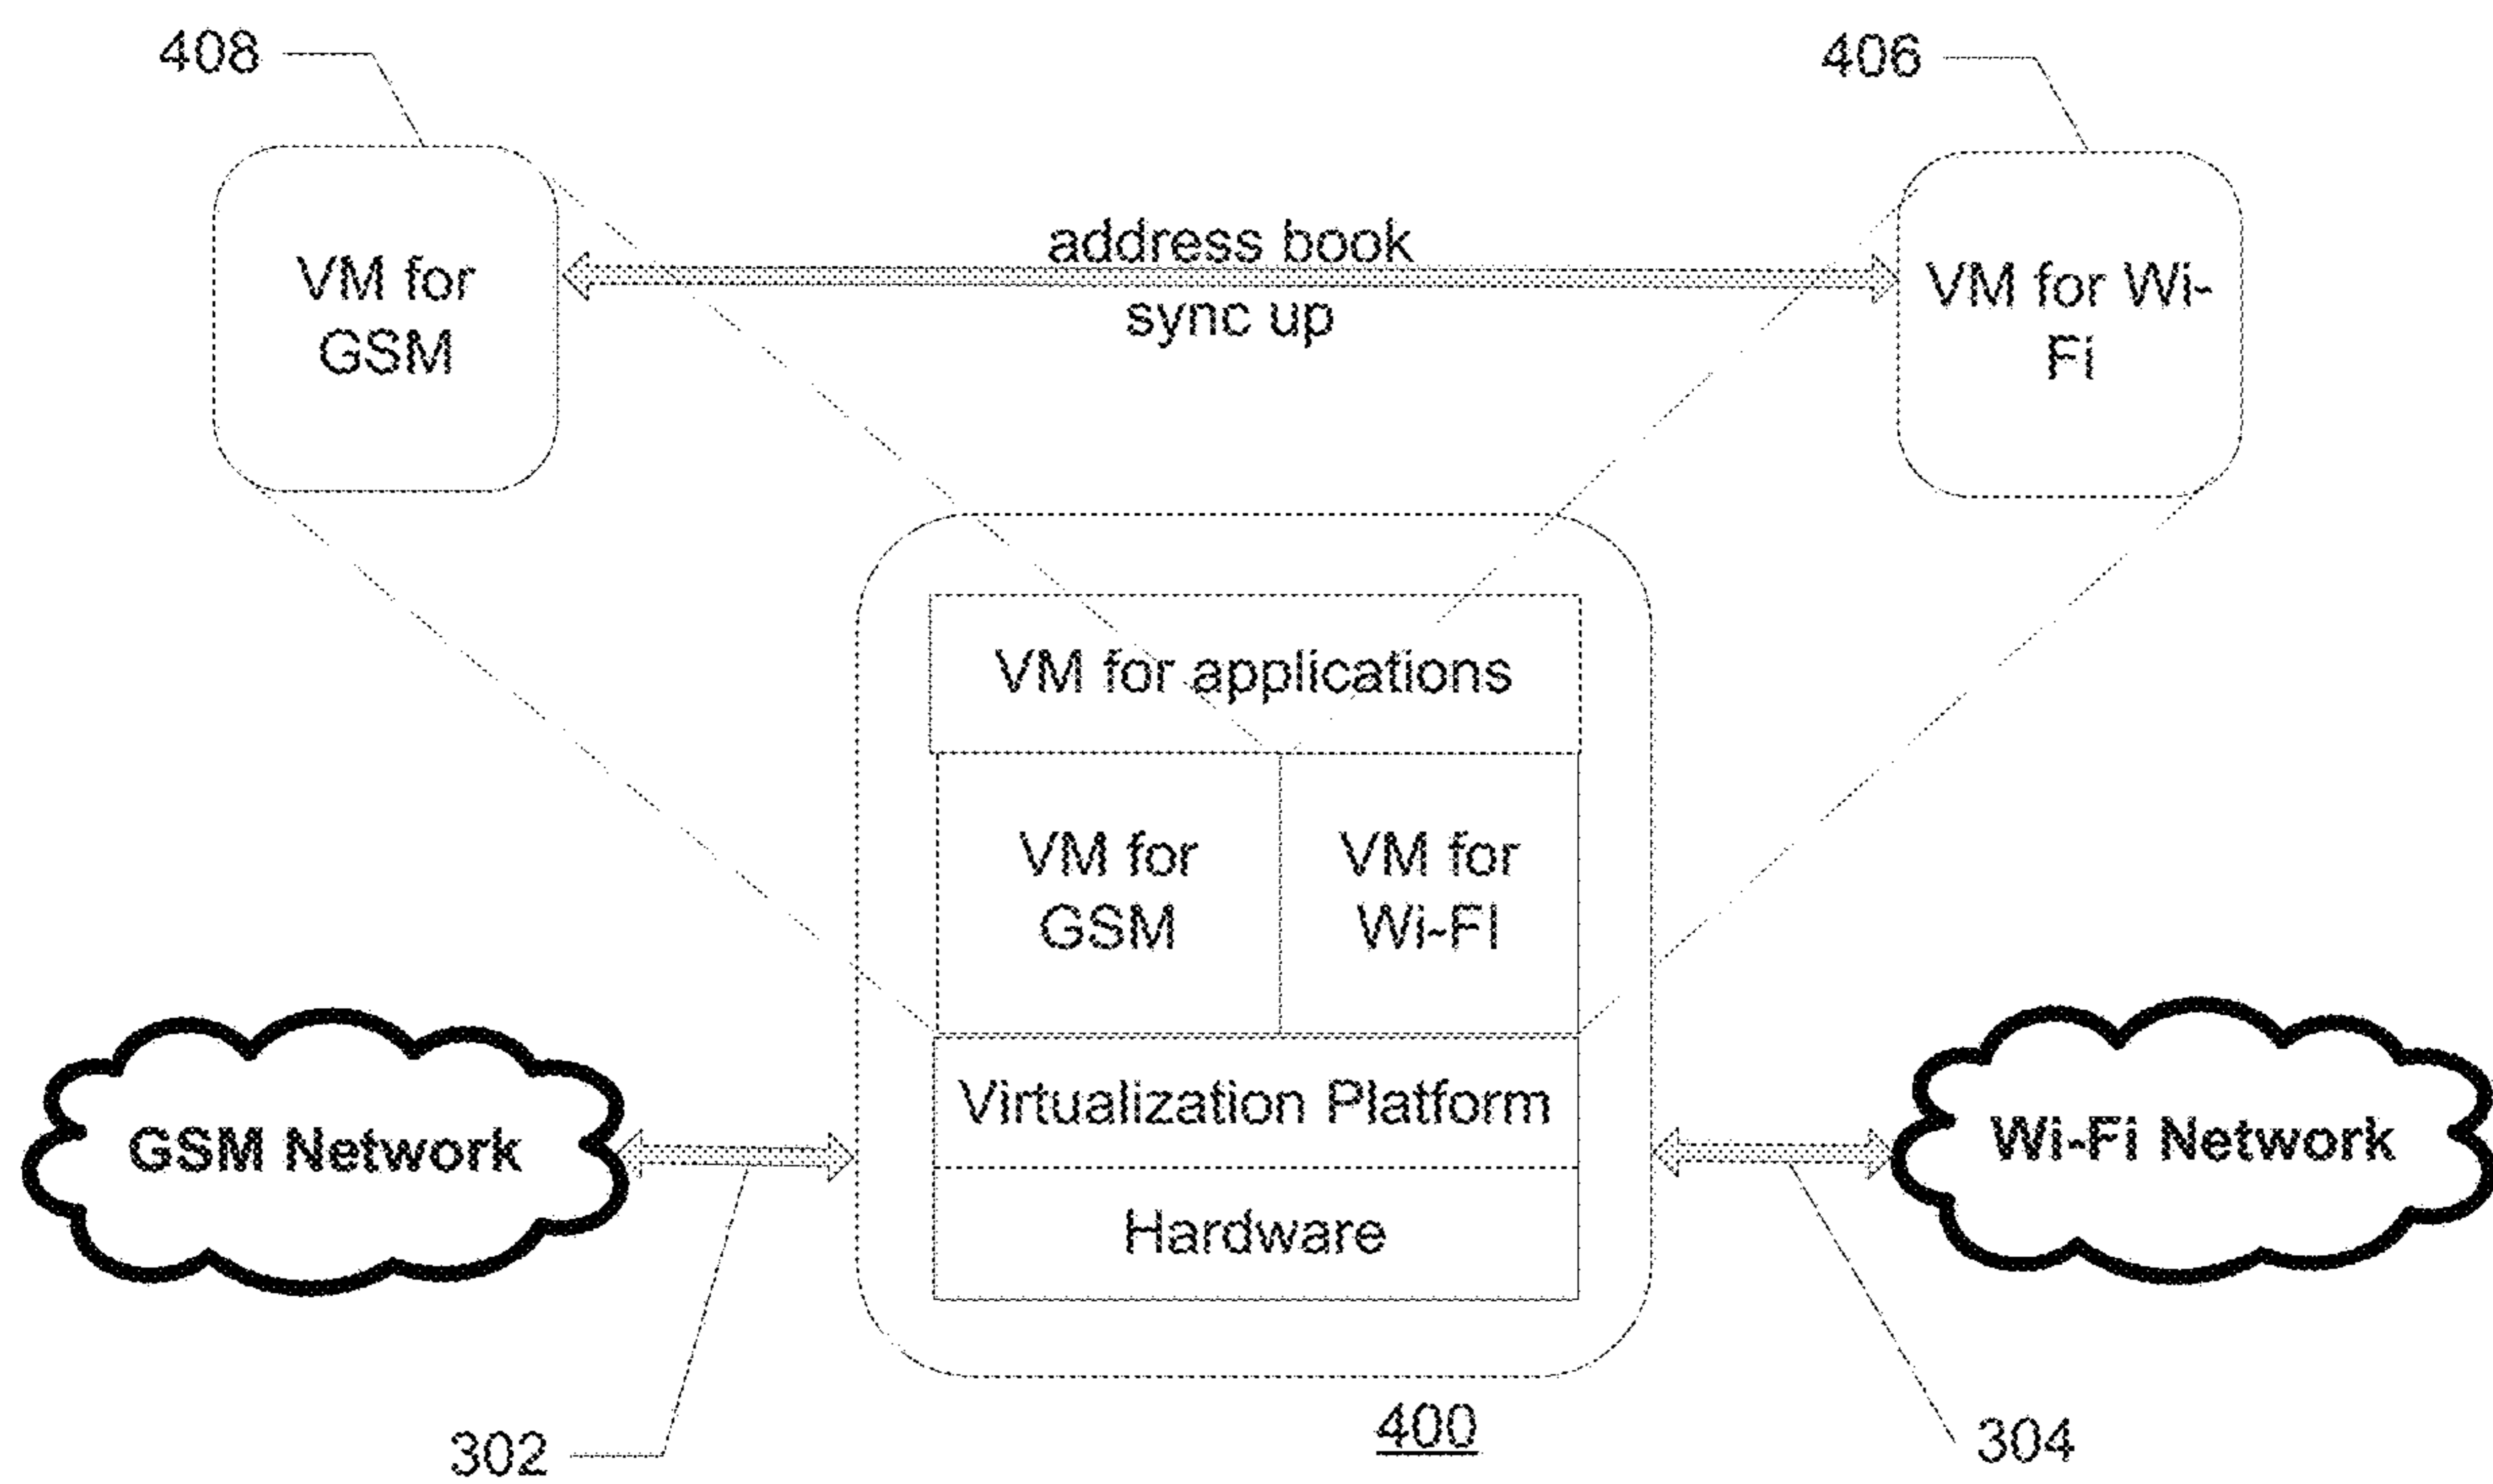 408
406
address book
sync up
VM for
GSM
VM for Wi-
Fi
VM for applications
VM for
GSM
VM for
Wi-FI
Virtualization Platform
Hardware
GSM Network
Wi-Fi Network
302
400
304